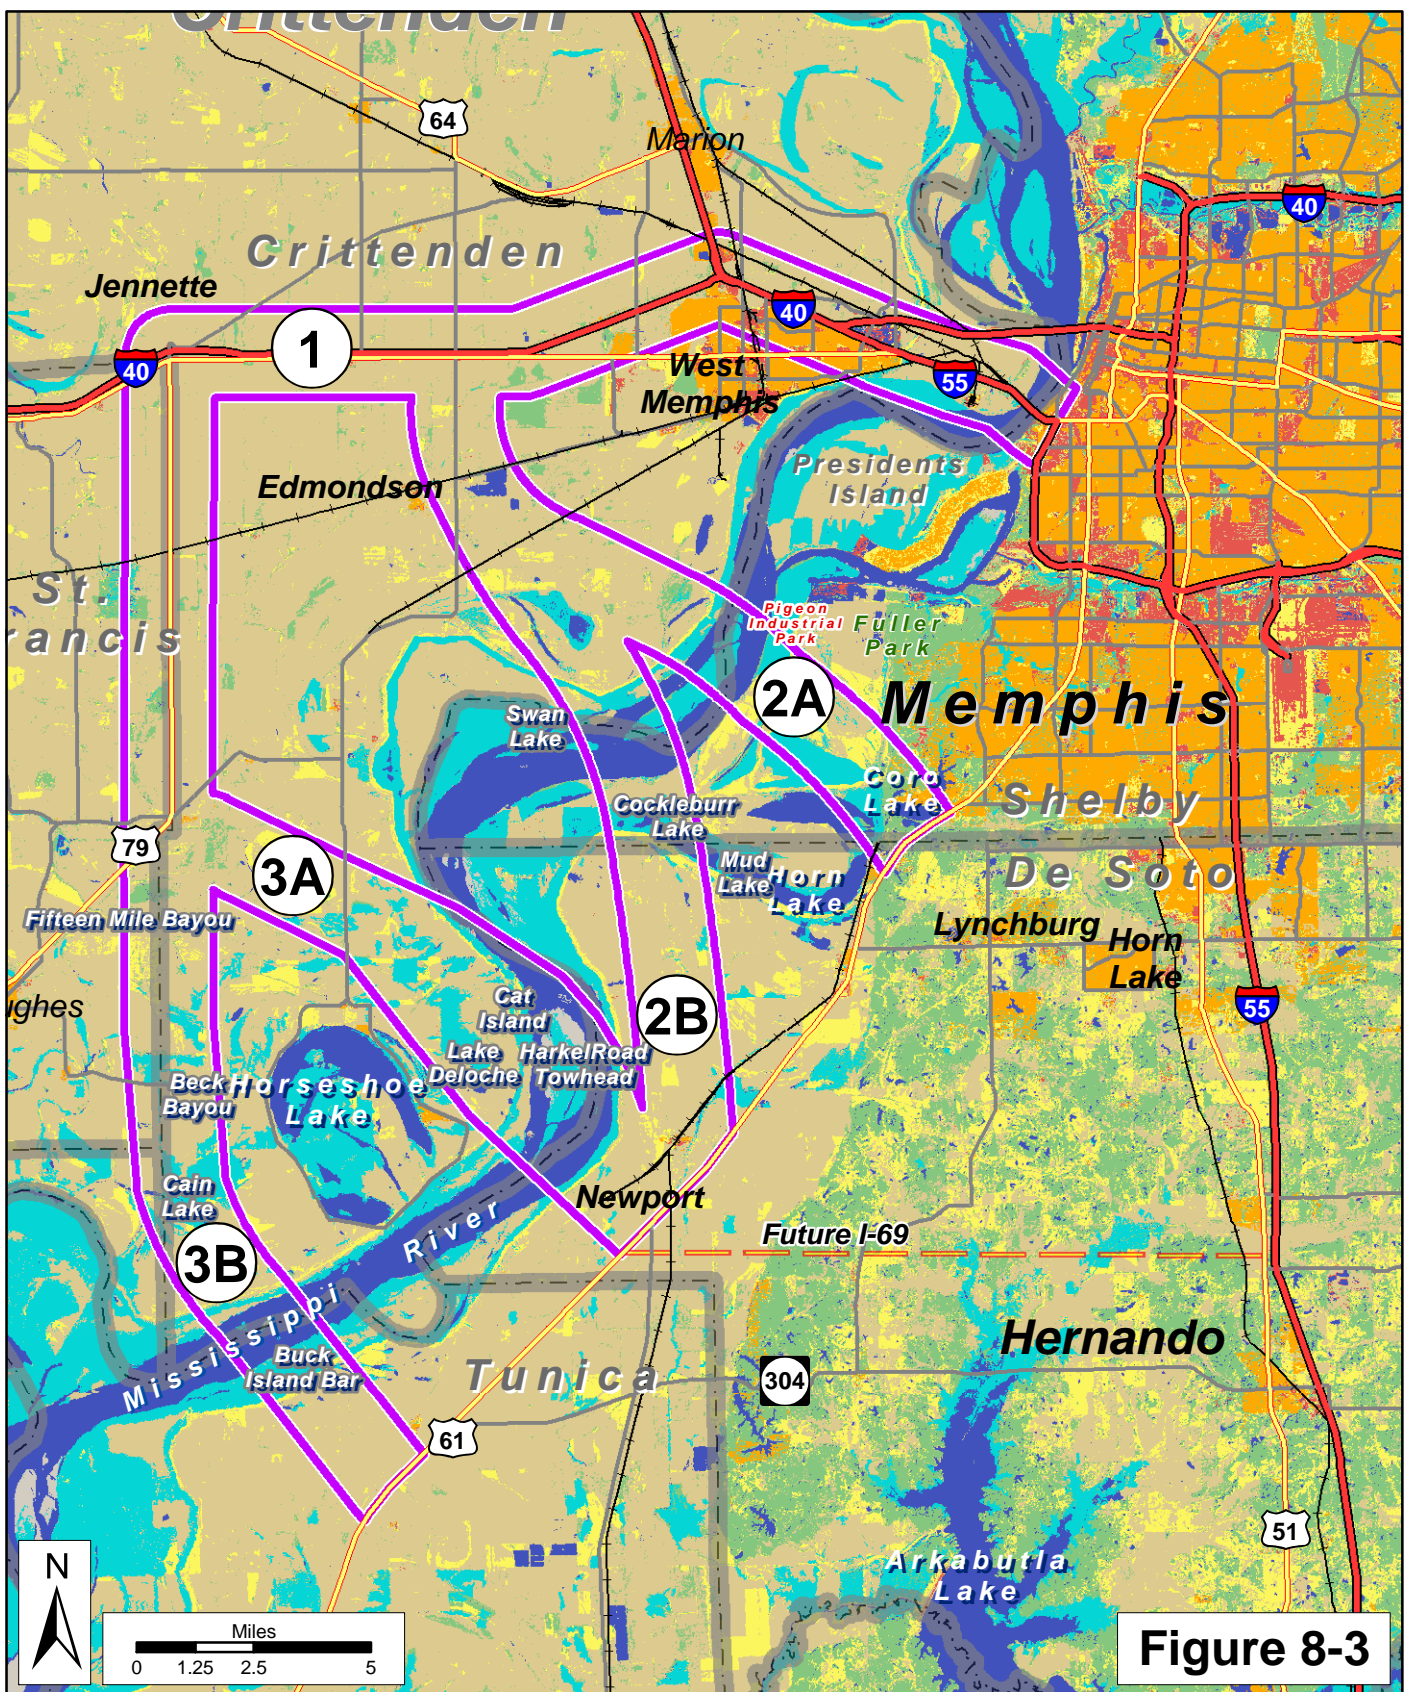 Crittenden
64
Marion
40
Crittenden
Jennette
40
1
40
West
Memphis
55
Presidents
Island
Edmondson
St.
rancis
Pigeon
Industrial
Park
Fuller
Park
2A
Memphis
Swan
Lake
Coro
Lake
Shelby
Cockleburr
Lake
79
3A
Mud
Lake
Horn
Lake
De Soto
Fifteen Mile Bayou
Lynchburg
Horn
Lake
ughes
Cat
Island
2B
55
Lake
Deloche
HarkelRoad
Towhead
Beck
Bayou
Horseshoe
Lake
Cain
Lake
Newport
River
Future I-69
3B
Mississippi
Buck
Island Bar
Tunica
Hernando
304
61
51
Arkabutla
Lake
N
Miles
0 1.25 2.5 5
Figure 8-3